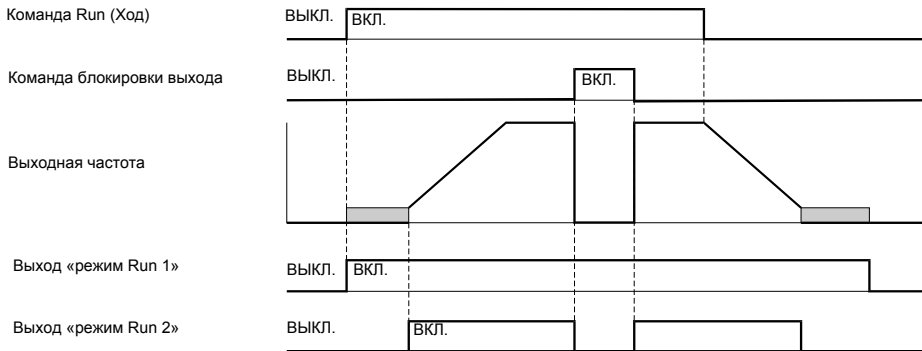 Команда Run (Ход)
ВЫКЛ. ВКЛ.
Команда блокировки выхода
ВЫКЛ. ВКЛ.
Выходная частота
Выход «режим Run 1»
ВЫКЛ. ВКЛ.
Выход «режим Run 2»
ВЫКЛ. ВКЛ.